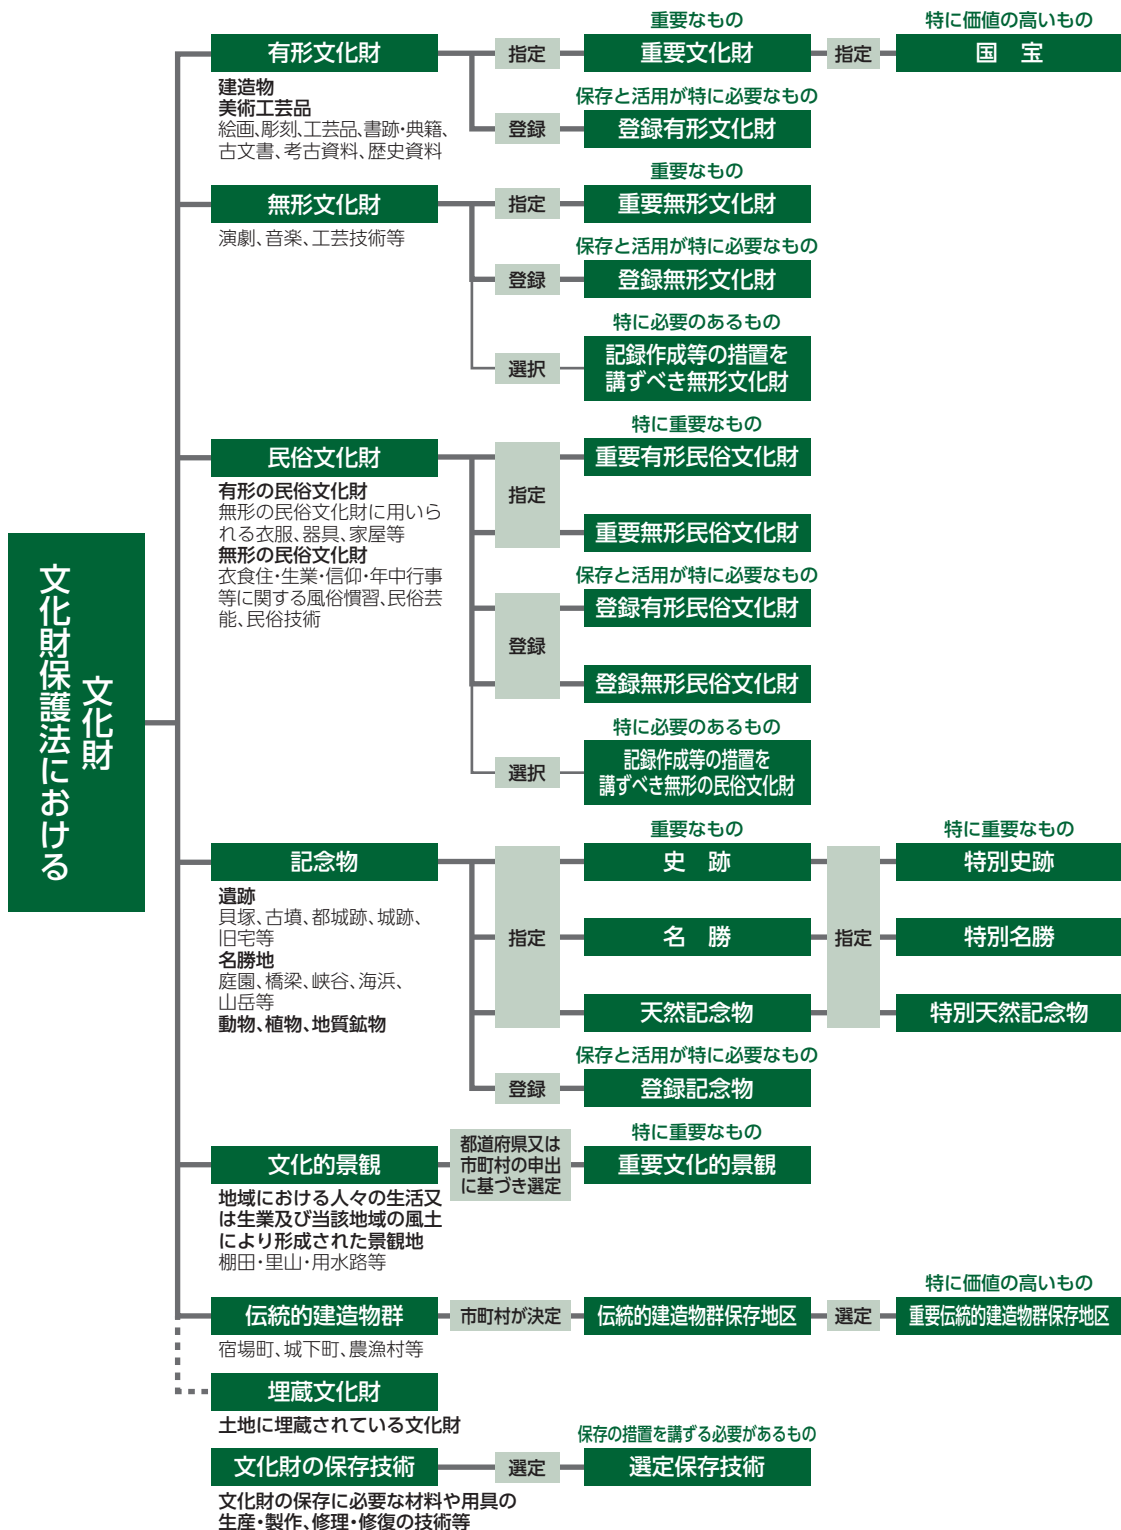 文化財保護法における
文化財
有形文化財
建造物
美術工芸品
絵画、彫刻、工芸品、書跡・典籍、
古文書、考古資料、歴史資料
指定
重要なもの
重要文化財
指定
特に価値の高いもの
国　宝
登録
保存と活用が特に必要なもの
登録有形文化財
無形文化財
演劇、音楽、工芸技術等
指定
重要なもの
重要無形文化財
登録
保存と活用が特に必要なもの
登録無形文化財
選択
特に必要のあるもの
記録作成等の措置を
講ずべき無形文化財
民俗文化財
有形の民俗文化財
無形の民俗文化財に用いら
れる衣服、器具、家屋等
無形の民俗文化財
衣食住・生業・信仰・年中行事
等に関する風俗慣習、民俗芸
能、民俗技術
指定
特に重要なもの
重要有形民俗文化財
重要無形民俗文化財
登録
保存と活用が特に必要なもの
登録有形民俗文化財
登録無形民俗文化財
選択
特に必要のあるもの
記録作成等の措置を
講ずべき無形の民俗文化財
記念物
遺跡
貝塚、古墳、都城跡、城跡、
旧宅等
名勝地
庭園、橋梁、峡谷、海浜、
山岳等
動物、植物、地質鉱物
指定
重要なもの
史　跡
名　勝
天然記念物
指定
特に重要なもの
特別史跡
特別名勝
特別天然記念物
登録
保存と活用が特に必要なもの
登録記念物
文化的景観
地域における人々の生活又
は生業及び当該地域の風土
により形成された景観地
棚田・里山・用水路等
都道府県又は
市町村の申出
に基づき選定
特に重要なもの
重要文化的景観
伝統的建造物群
宿場町、城下町、農漁村等
市町村が決定
伝統的建造物群保存地区
選定
特に価値の高いもの
重要伝統的建造物群保存地区
埋蔵文化財
土地に埋蔵されている文化財
文化財の保存技術
文化財の保存に必要な材料や用具の
生産・製作、修理・修復の技術等
選定
保存の措置を講ずる必要があるもの
選定保存技術